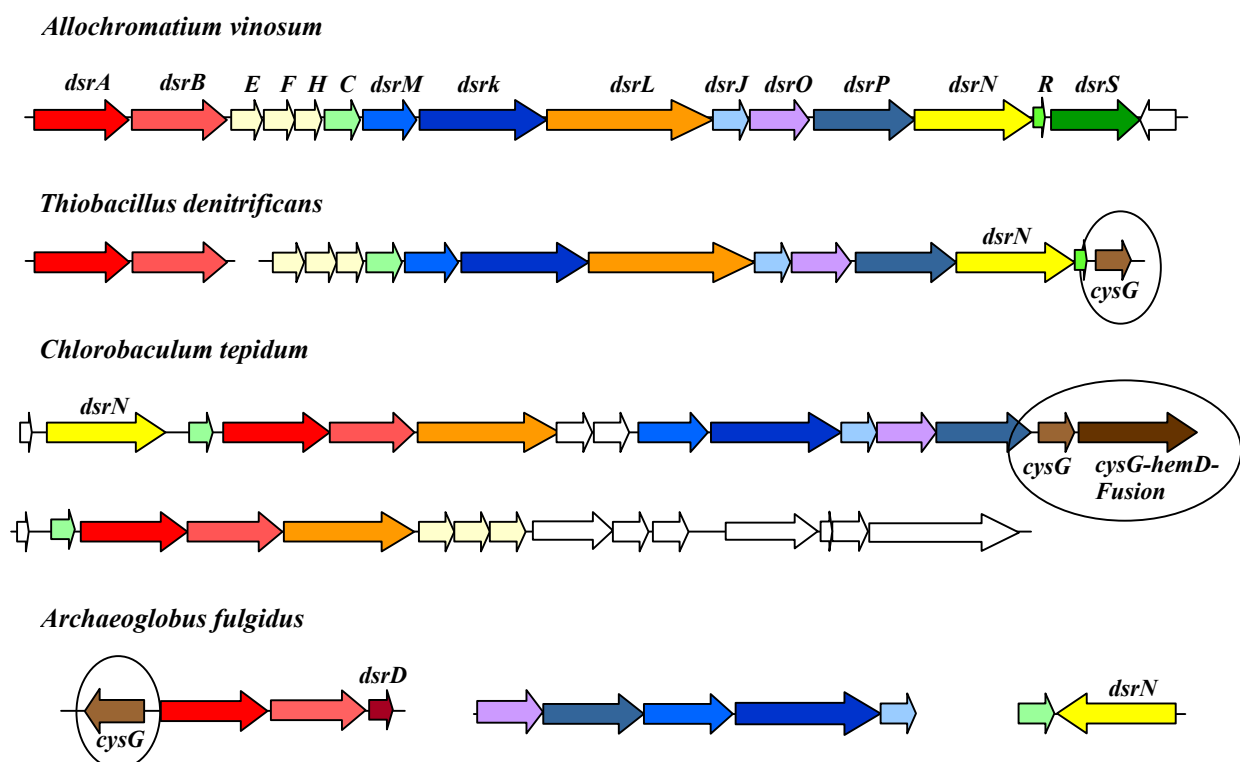 Allochromatium vinosum
dsrA dsrB E F H C dsrM dsrk dsrL dsrJ dsrO dsrP dsrN R dsrS
Thiobacillus denitrificans
dsrN
cysG
Chlorobaculum tepidum
dsrN
cysG cysG-hemD-
Fusion
Archaeoglobus fulgidus
dsrD dsrN
cysG